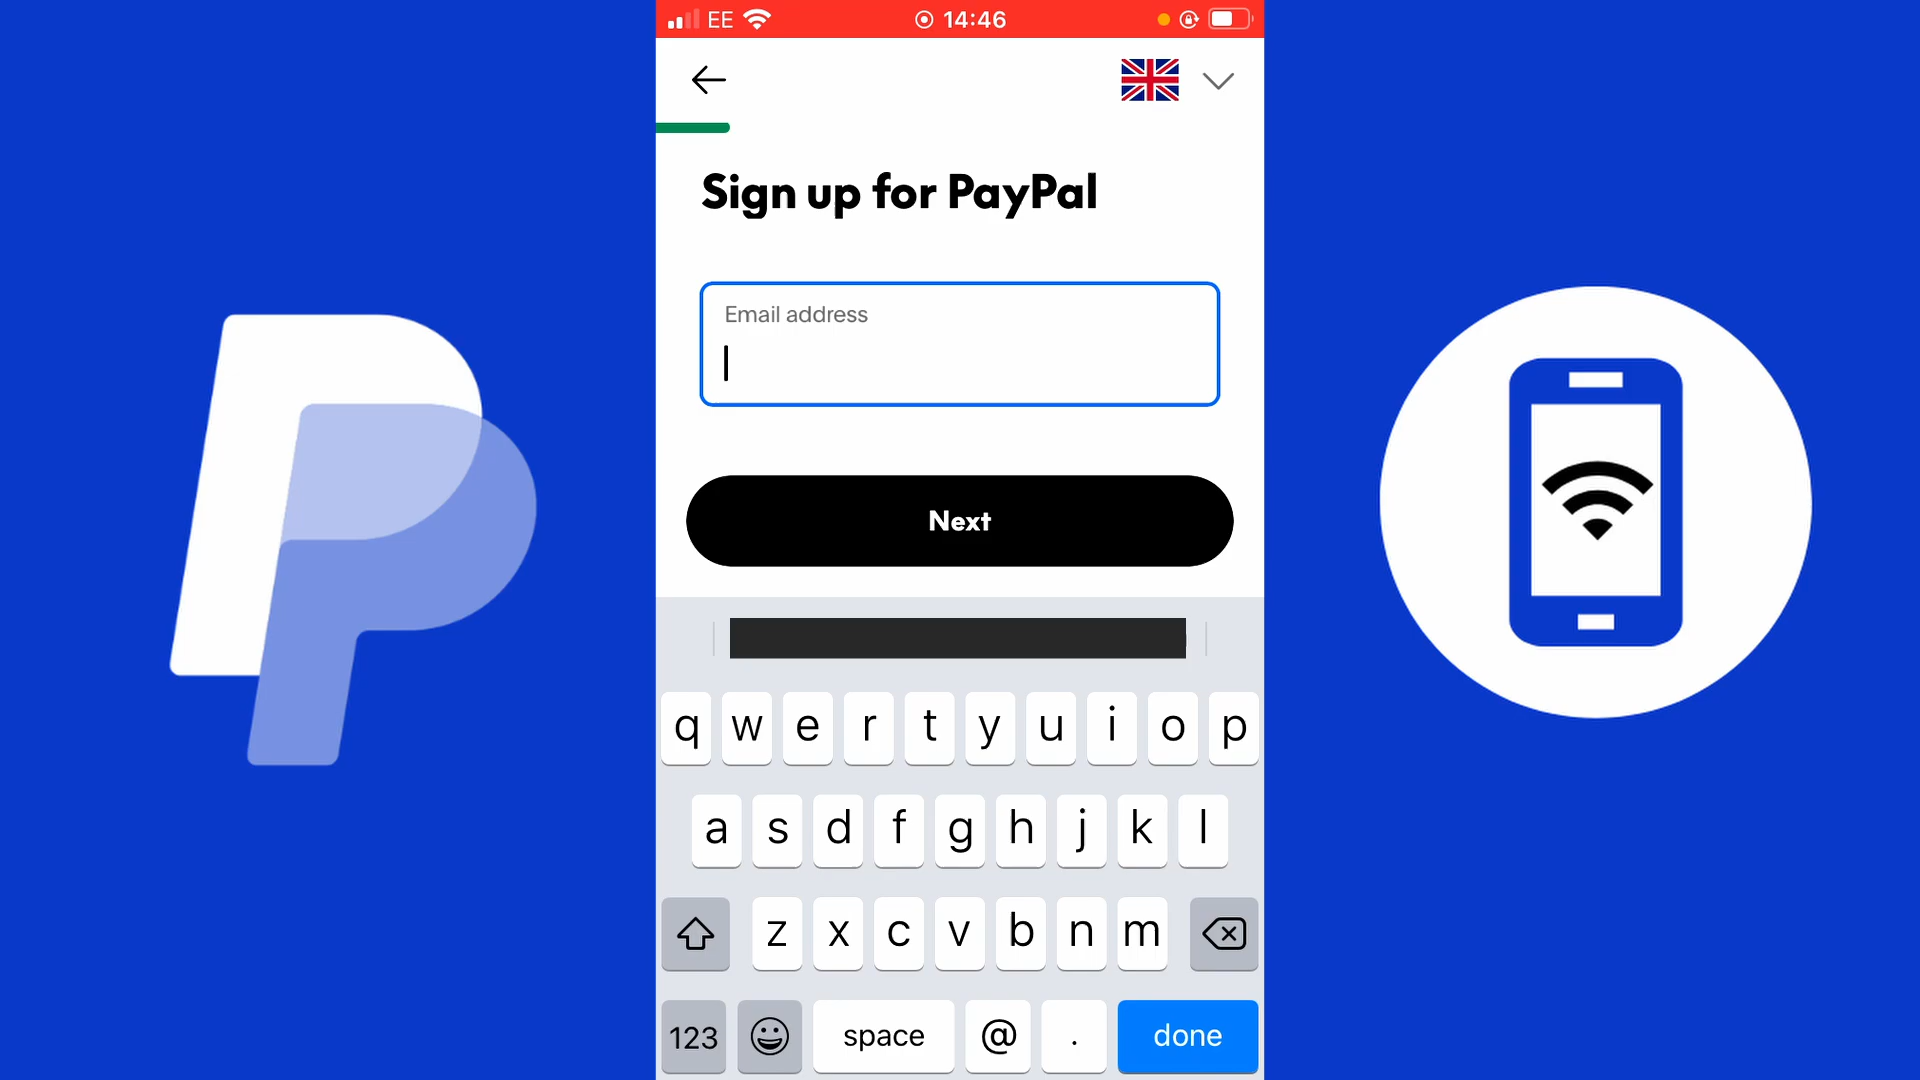 EE 14:46
Sign up for PayPal
Email address
Next
q w e r t y u i o p
a s d f g h j k l
z x c v b n m
123 space @ . done